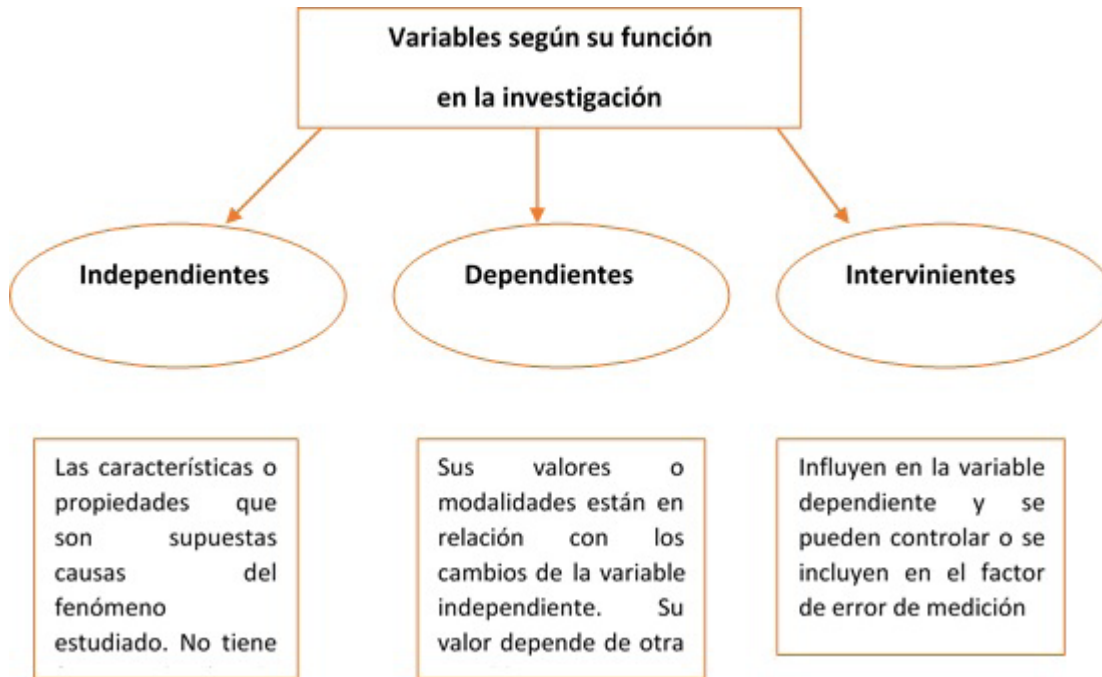 Variables según su función
en la investigación
Independientes
Dependientes
Intervinientes
Las características o
propiedades que
son supuestas
causas del
fenómeno
estudiado. No tiene
Sus valores o
modalidades están en
relación con los
cambios de la variable
independiente. Su
valor depende de otra
Influyen en la variable
dependiente y se
pueden controlar o se
incluyen en el factor
de error de medición